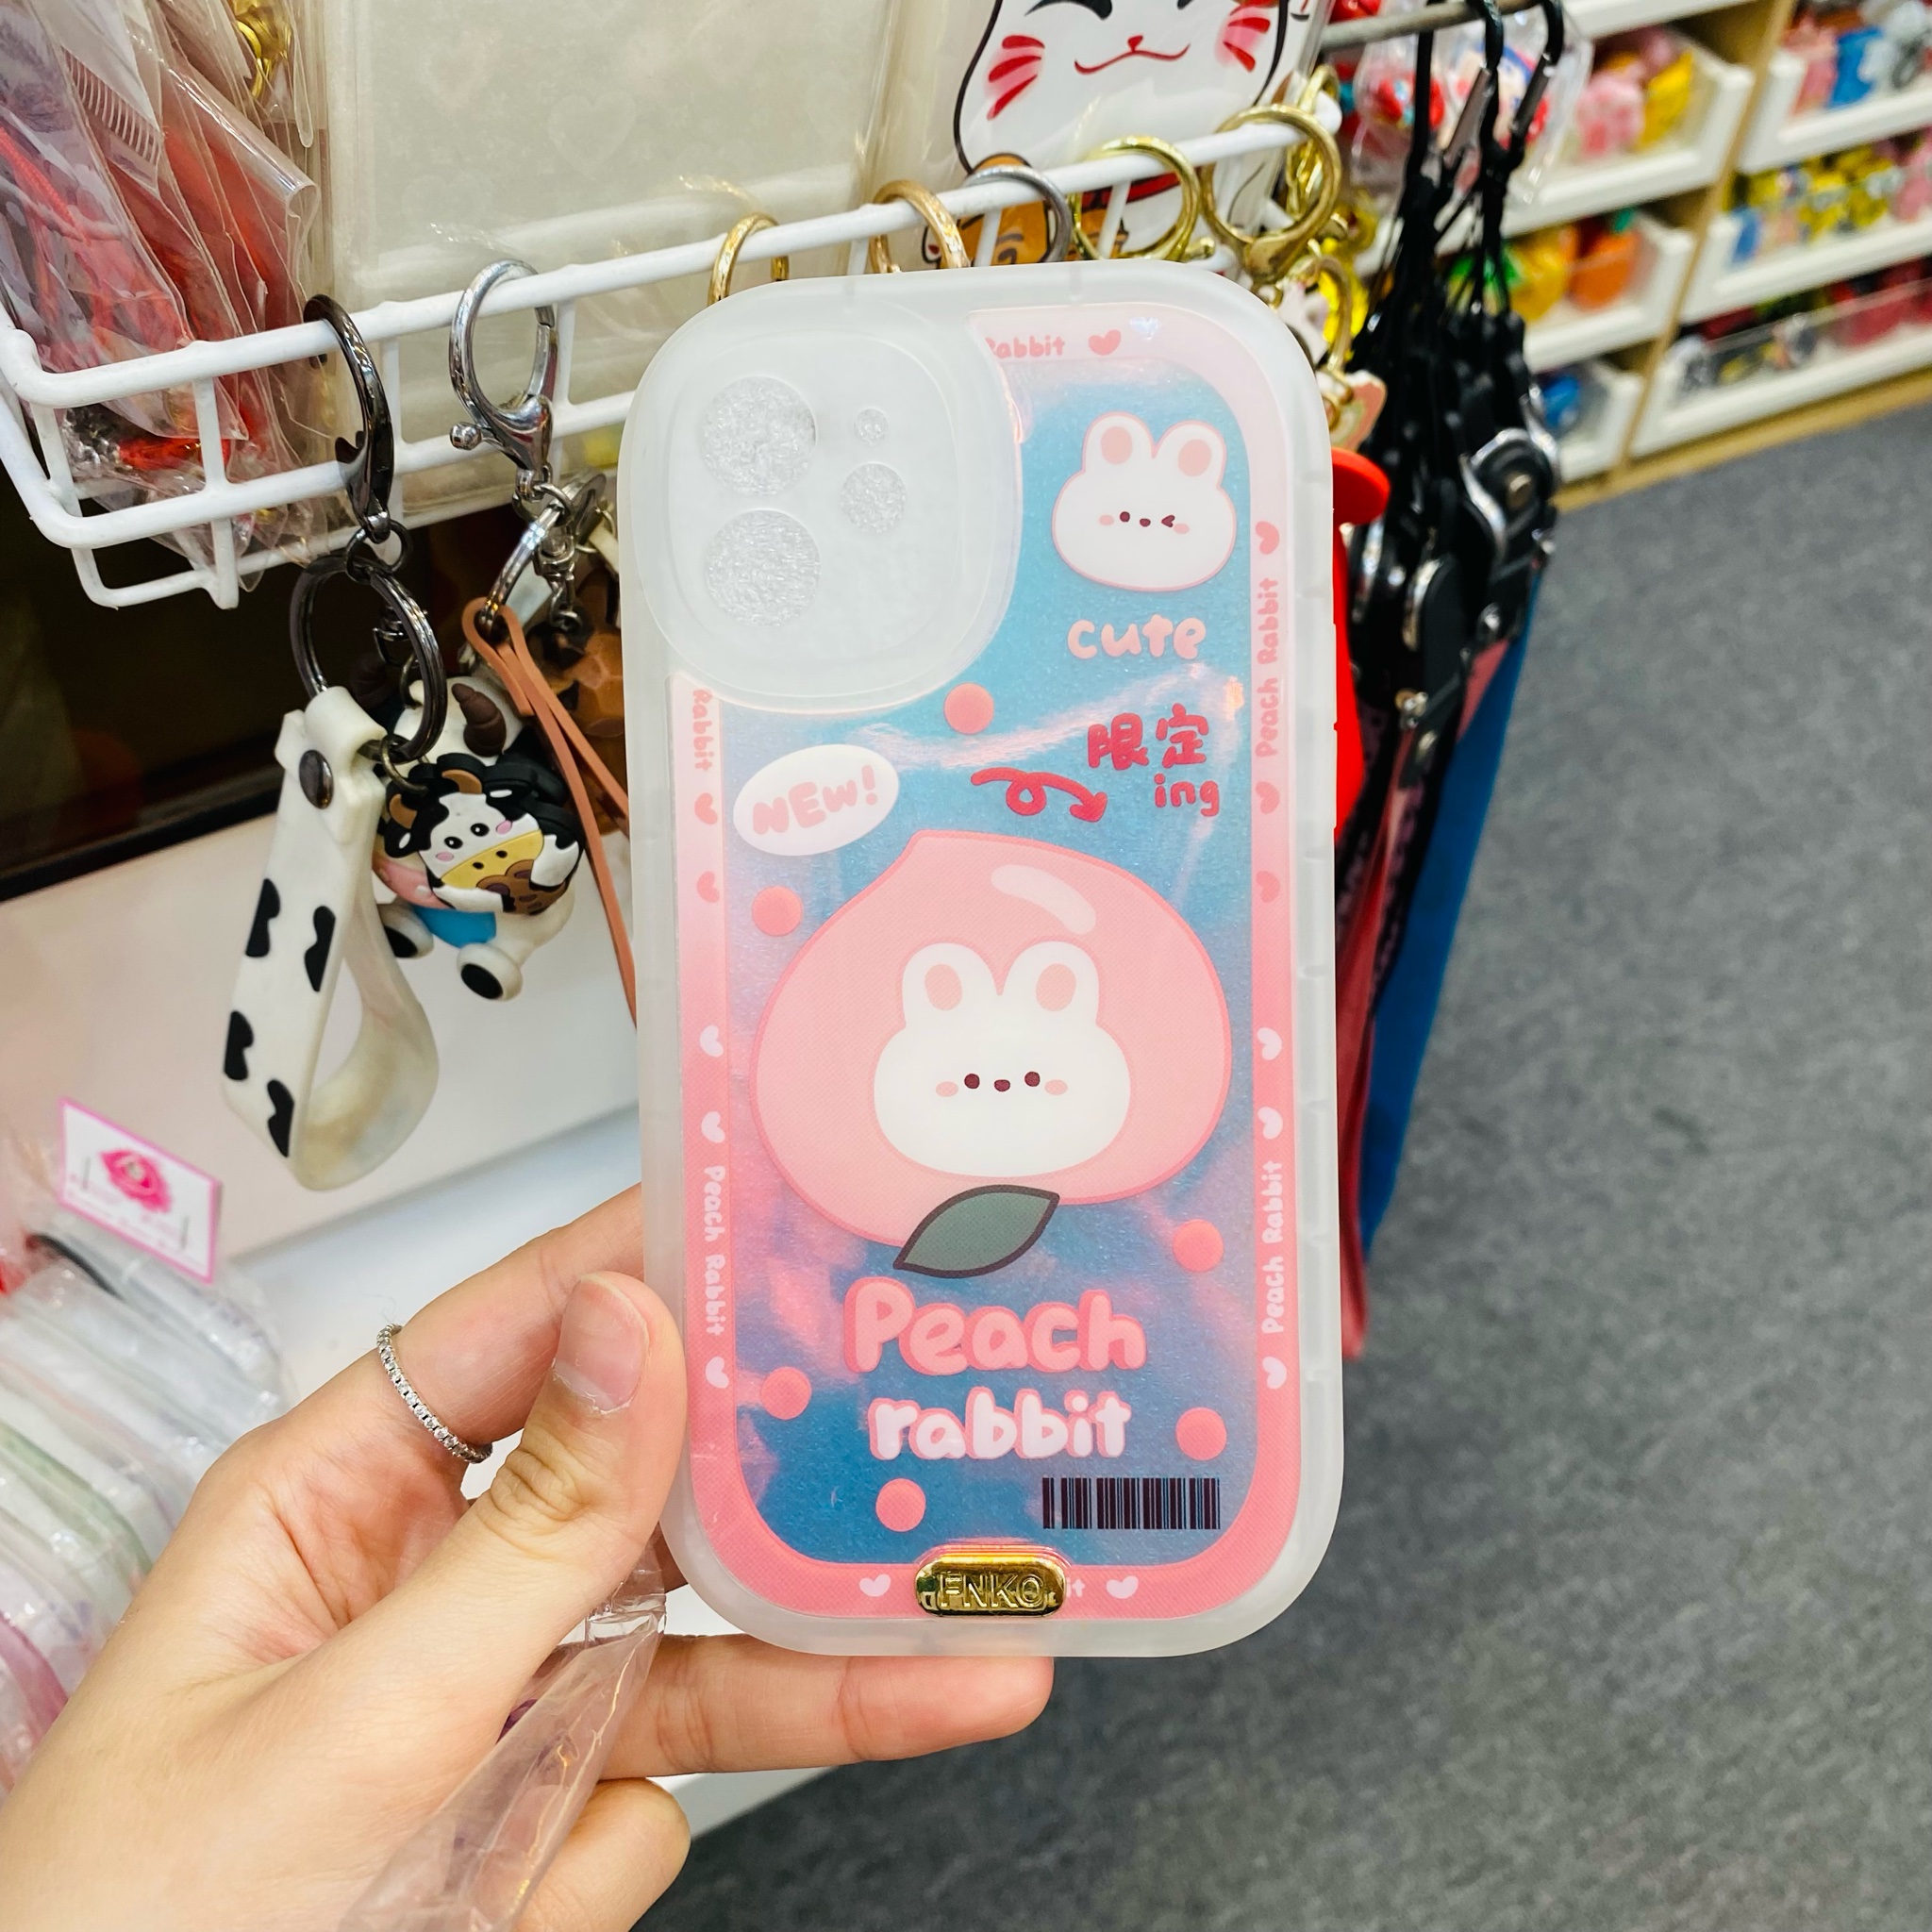 Rabbit
cute
限定
ing
NEW!
Rabbit
Peach Rabbit
Peach Rabbit
Peach Rabbit
Peach
rabbit
FNKO